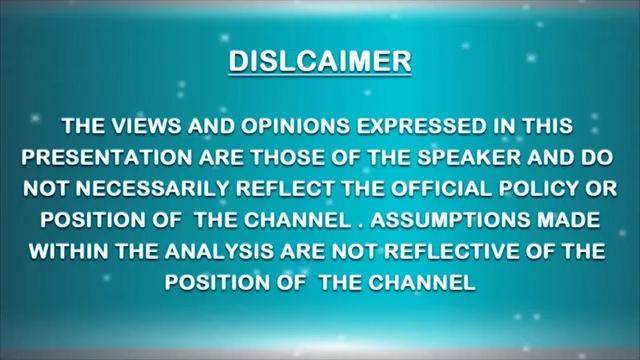 DISLCAIMER
THE VIEWS AND OPINIONS EXPRESSED IN THIS
PRESENTATION ARE THOSE OF THE SPEAKER AND DO
NOT NECESSARILY REFLECT THE OFFICIAL POLICY OR
POSITION OF THE CHANNEL . ASSUMPTIONS MADE
WITHIN THE ANALYSIS ARE NOT REFLECTIVE OF THE
POSITION OF THE CHANNEL